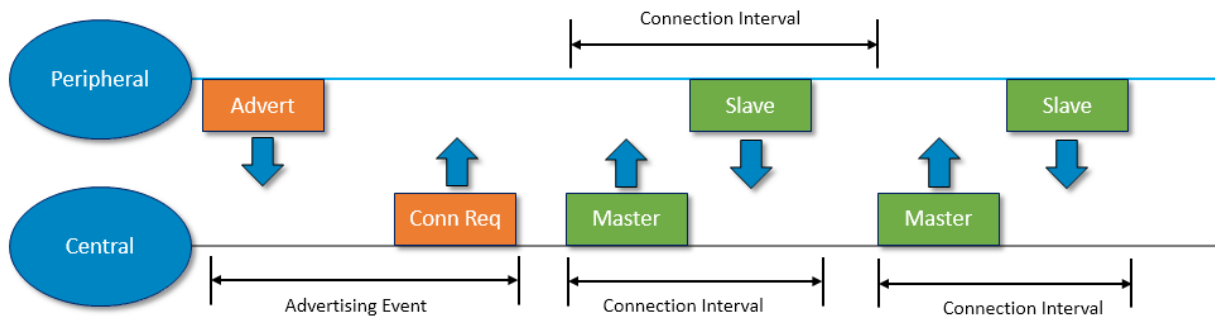 Connection Interval
Peripheral
Advert
Slave
Slave
Conn Req
Master
Master
Central
Advertising Event
Connection Interval
Connection Interval